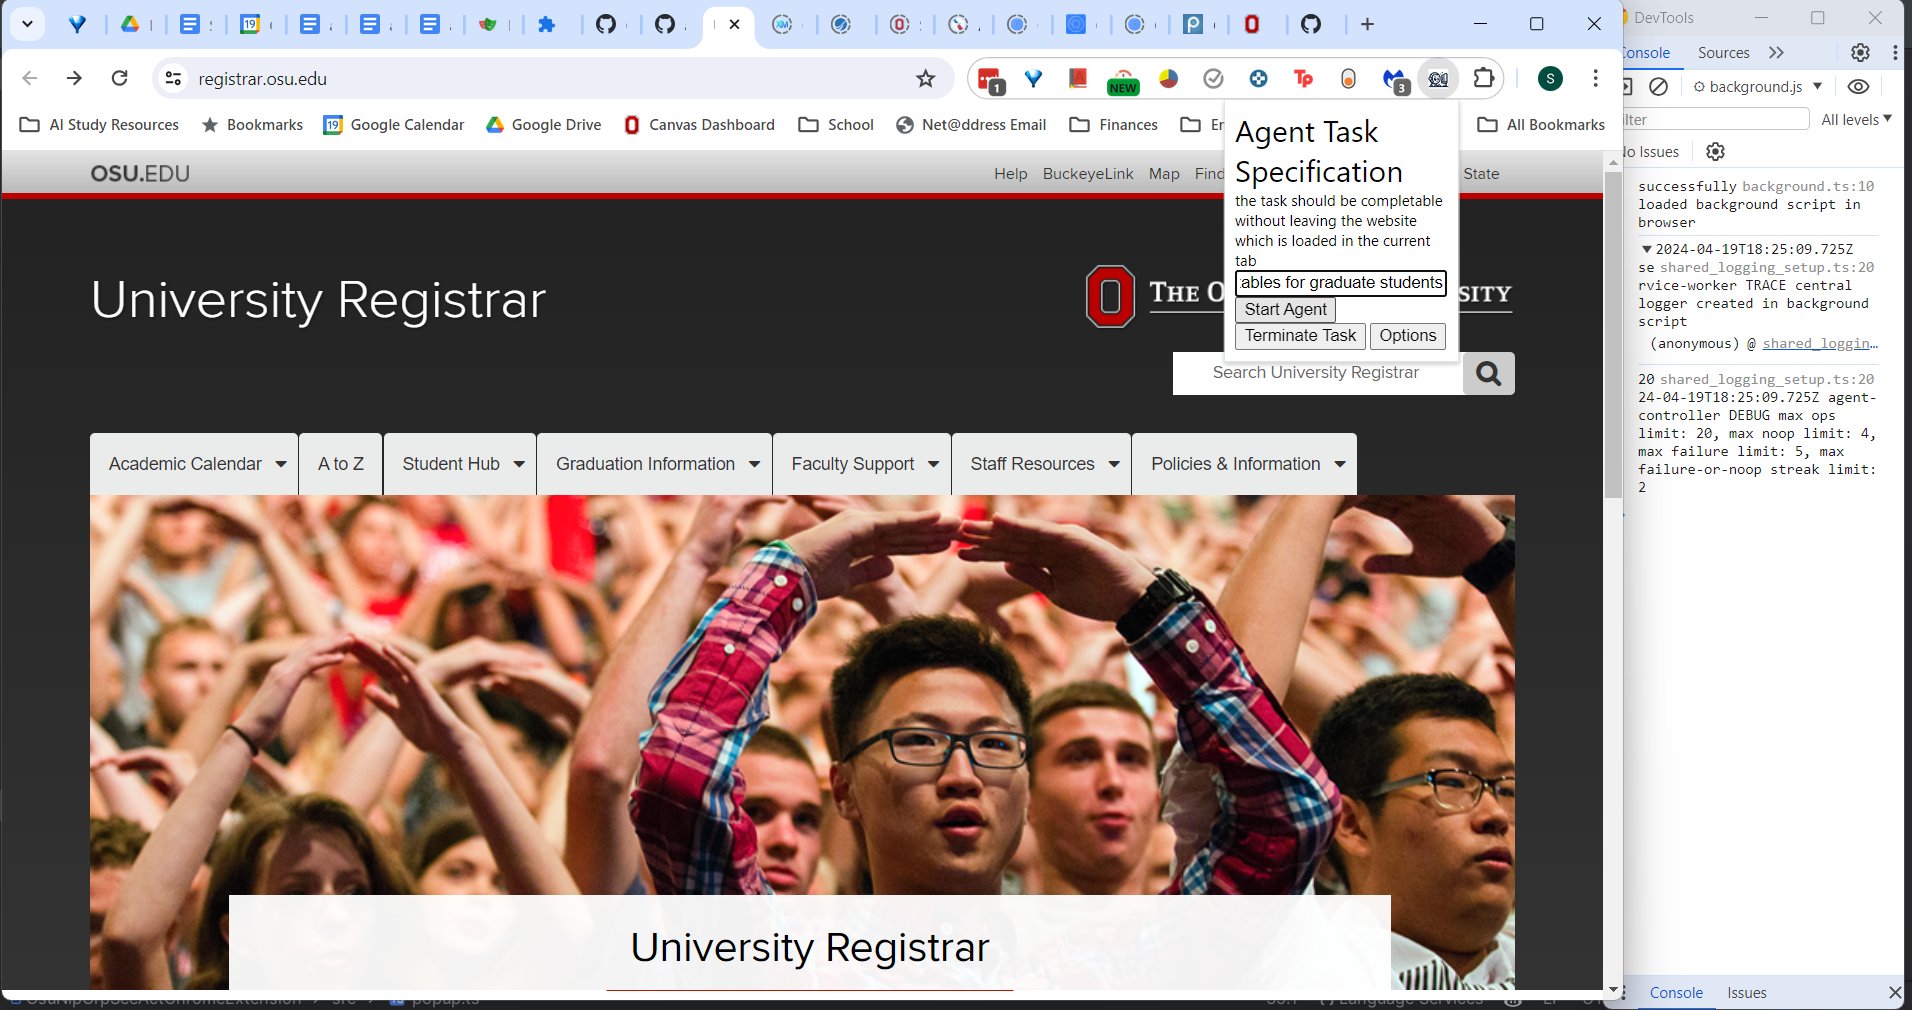 19
registrar.osu.edu
1
NEW
Tp
3
S
AI Study Resources
Bookmarks
19
Google Calendar
Google Drive
Canvas Dashboard
School
Net@ddress Email
Finances
All Bookmarks
OSU.EDU
Help
BuckeyeLink
Map
Find
State
Agent Task
Specification
the task should be completable
without leaving the website
which is loaded in the current
tab
ables for graduate students
Start Agent
Terminate Task
Options
University Registrar
THE O
SITY
Search University Registrar
Academic Calendar
A to Z
Student Hub
Graduation Information
Faculty Support
Staff Resources
Policies & Information
University Registrar
DevTools
Console
Sources
background.js
ilter
All levels
No Issues
successfully background.ts:10
loaded background script in
browser
2024-04-19T18:25:09.725Z
se shared_logging_setup.ts:20
rvice-worker TRACE central
logger created in background
script
(anonymous) @ shared_loggin…
20 shared_logging_setup.ts:20
24-04-19T18:25:09.725Z agent-
controller DEBUG max ops
limit: 20, max noop limit: 4,
max failure limit: 5, max
failure-or-noop streak limit:
2
Console
Issues